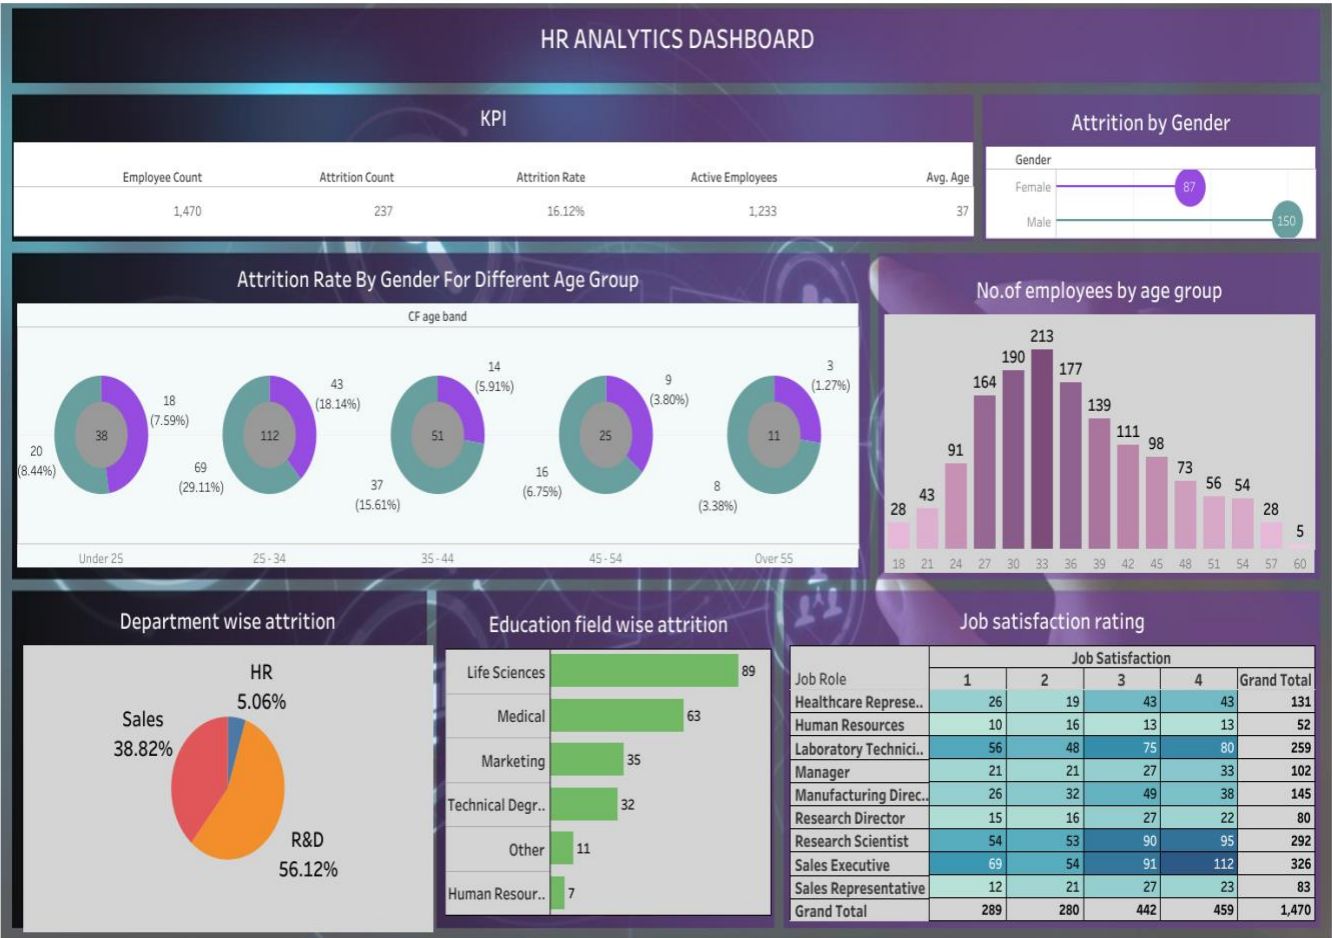 HR ANALYTICS DASHBOARD
KPI
Employee Count Attrition Count Attrition Rate Active Employees Avg. Age
1,470 237 16.12% 1,233 37
Attrition by Gender
Gender
Female 87
Male 150
Attrition Rate By Gender For Different Age Group
CF age band
38
18
(7.59%)
20
(8.44%)
112
43
(18.14%)
69
(29.11%)
51
14
(5.91%)
37
(15.61%)
25
9
(3.80%)
16
(6.75%)
11
3
(1.27%)
8
(3.38%)
Under 25 25 - 34 35 - 44 45 - 54 Over 55
No.of employees by age group
28 43 91 164 190 213 177 139 111 98 73 56 54 28 5
18 21 24 27 30 33 36 39 42 45 48 51 54 57 60
Department wise attrition
HR
5.06%
Sales
38.82%
R&D
56.12%
Education field wise attrition
Life Sciences 89
Medical 63
Marketing 35
Technical Degr.. 32
Other 11
Human Resour.. 7
Job satisfaction rating
Job Satisfaction
Job Role 1 2 3 4 Grand Total
Healthcare Represe.. 26 19 43 43 131
Human Resources 10 16 13 13 52
Laboratory Technici.. 56 48 75 80 259
Manager 21 21 27 33 102
Manufacturing Direc.. 26 32 49 38 145
Research Director 15 16 27 22 80
Research Scientist 54 53 90 95 292
Sales Executive 69 54 91 112 326
Sales Representative 12 21 27 23 83
Grand Total 289 280 442 459 1,470